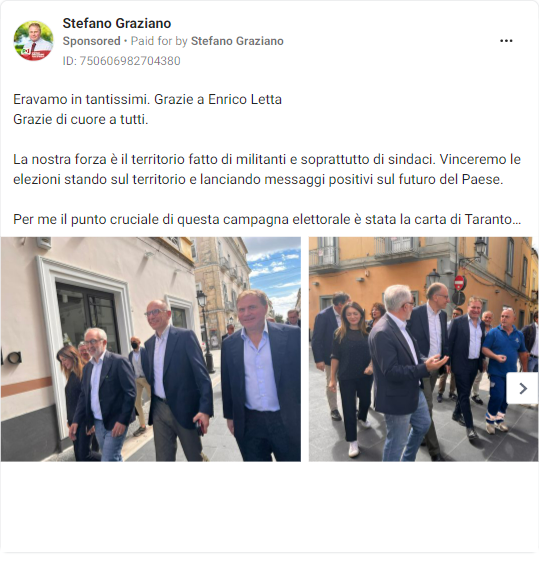 Stefano Graziano
Sponsored • Paid for by Stefano Graziano
ID: 750606982704380
Eravamo in tantissimi. Grazie a Enrico Letta
Grazie di cuore a tutti.
La nostra forza è il territorio fatto di militanti e soprattutto di sindaci. Vinceremo le
elezioni stando sul territorio e lanciando messaggi positivi sul futuro del Paese.
Per me il punto cruciale di questa campagna elettorale è stata la carta di Taranto...